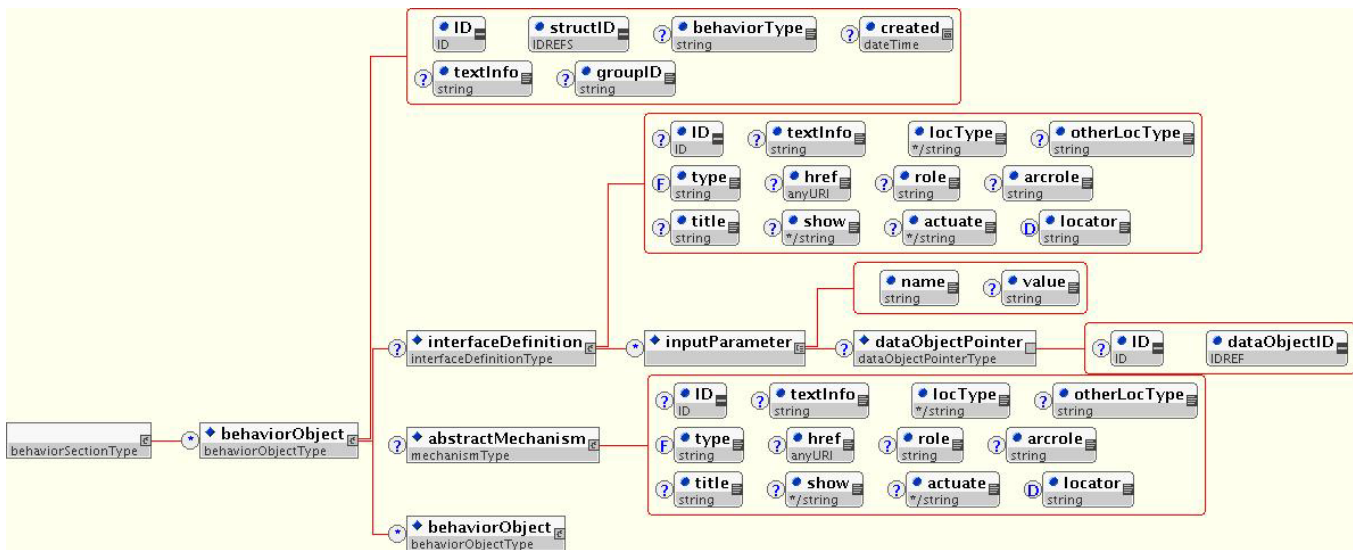 ID structID ? behaviorType ? created
ID IDREFS string dateTime
? textInfo ? groupID
string string
? ID ? textInfo locType ? otherLocType
ID string */string string
F type ? href ? role ? arcrole
string anyURI string string
? title ? show ? actuate D locator
string */string */string string
name ? value
string string
? interfaceDefinition * inputParameter ? dataObjectPointer ? ID dataObjectID
interfaceDefinitionType dataObjectPointerType ID IDREF
? ID ? textInfo locType ? otherLocType
ID string */string string
* behaviorObject ? abstractMechanism F type ? href ? role ? arcrole
behaviorSectionType behaviorObjectType mechanismType string anyURI string string
? title ? show ? actuate D locator
string */string */string string
* behaviorObject
behaviorObjectType